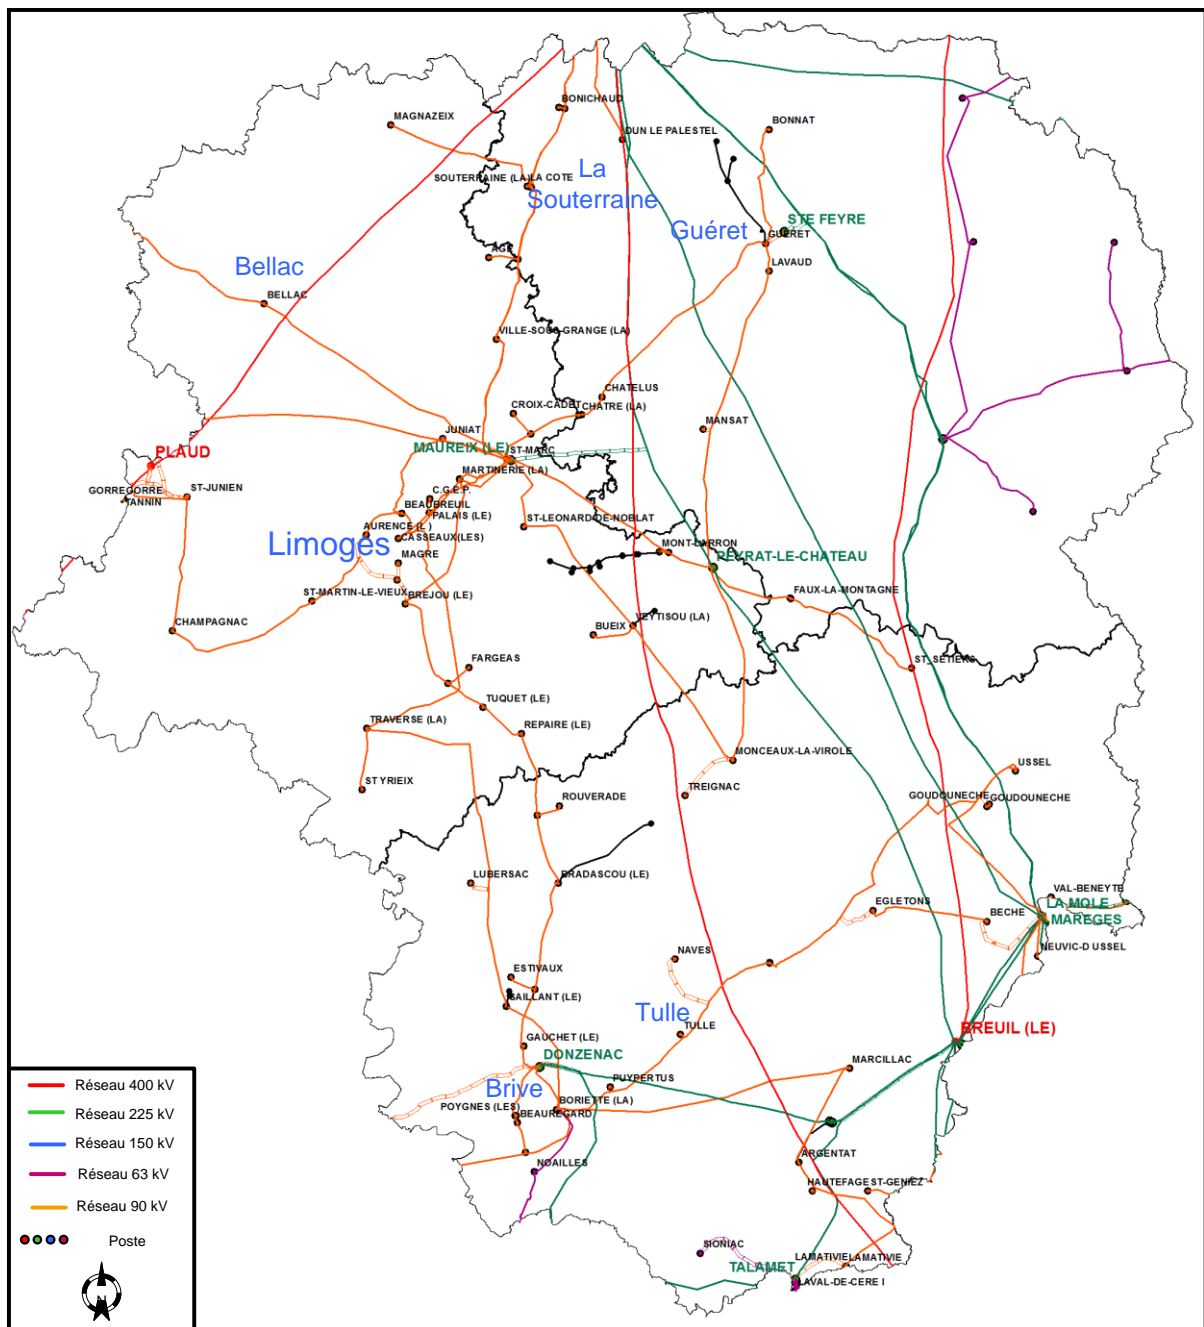 BONICHAUD
MAGNAZEIX
DUN LE PALESTEL
BONNAT
La
Souterraine
SOUTERRAINE (LA)
LA COTE
Guéret
STE FEYRE
GUERET
LAVAUD
Bellac
BELLAC
AGE
VILLE-SOUS-GRANGE (LA)
CHATELUS
CROIX-CADET
CHATRE (LA)
MANSAT
JUNIAT
MAUREIX (LE)
ST-MARC
PLAUD
MARTINERIE (LA)
GORREGORRE
TANNIN
ST-JUNIEN
C.G.E.P.
BEAUBREUIL
PALAIS (LE)
ST-LEONARD-DE-NOBLAT
AURENCE (L')
CASSEAUX(LES)
Limoges
MAGRE
MONT-LARRON
PEYRAT-LE-CHATEAU
ST-MARTIN-LE-VIEUX
BREJOU (LE)
FAUX-LA-MONTAGNE
CHAMPAGNAC
VEYTISOU (LA)
BUEIX
FARGEAS
ST_SETIERS
TUQUET (LE)
TRAVERSE (LA)
REPAIRE (LE)
MONCEAUX-LA-VIROLE
USSEL
ST YRIEIX
TREIGNAC
GOUDOUNECHE
GOUDOUNECHE
ROUVERADE
LUBERSAC
BRADASCOU (LE)
VAL-BENEYTE
LA MOLE
EGLETONS
BECHE
MAREGES
NEUVIC-D USSEL
NAVES
ESTIVAUX
SAILLANT (LE)
Tulle
TULLE
BREUIL (LE)
GAUCHET (LE)
DONZENAC
MARCILLAC
Brive
PUYPERTUS
POYGNES (LES)
BORIETTE (LA)
BEAUREGARD
NOAILLES
ARGENTAT
HAUTEFAGE
ST-GENIEZ
SIONIAC
TALAMET
LAMATIVIE
LAMATIVIE
LAVAL-DE-CERE I
Réseau 400 kV
Réseau 225 kV
Réseau 150 kV
Réseau 63 kV
Réseau 90 kV
Poste
N